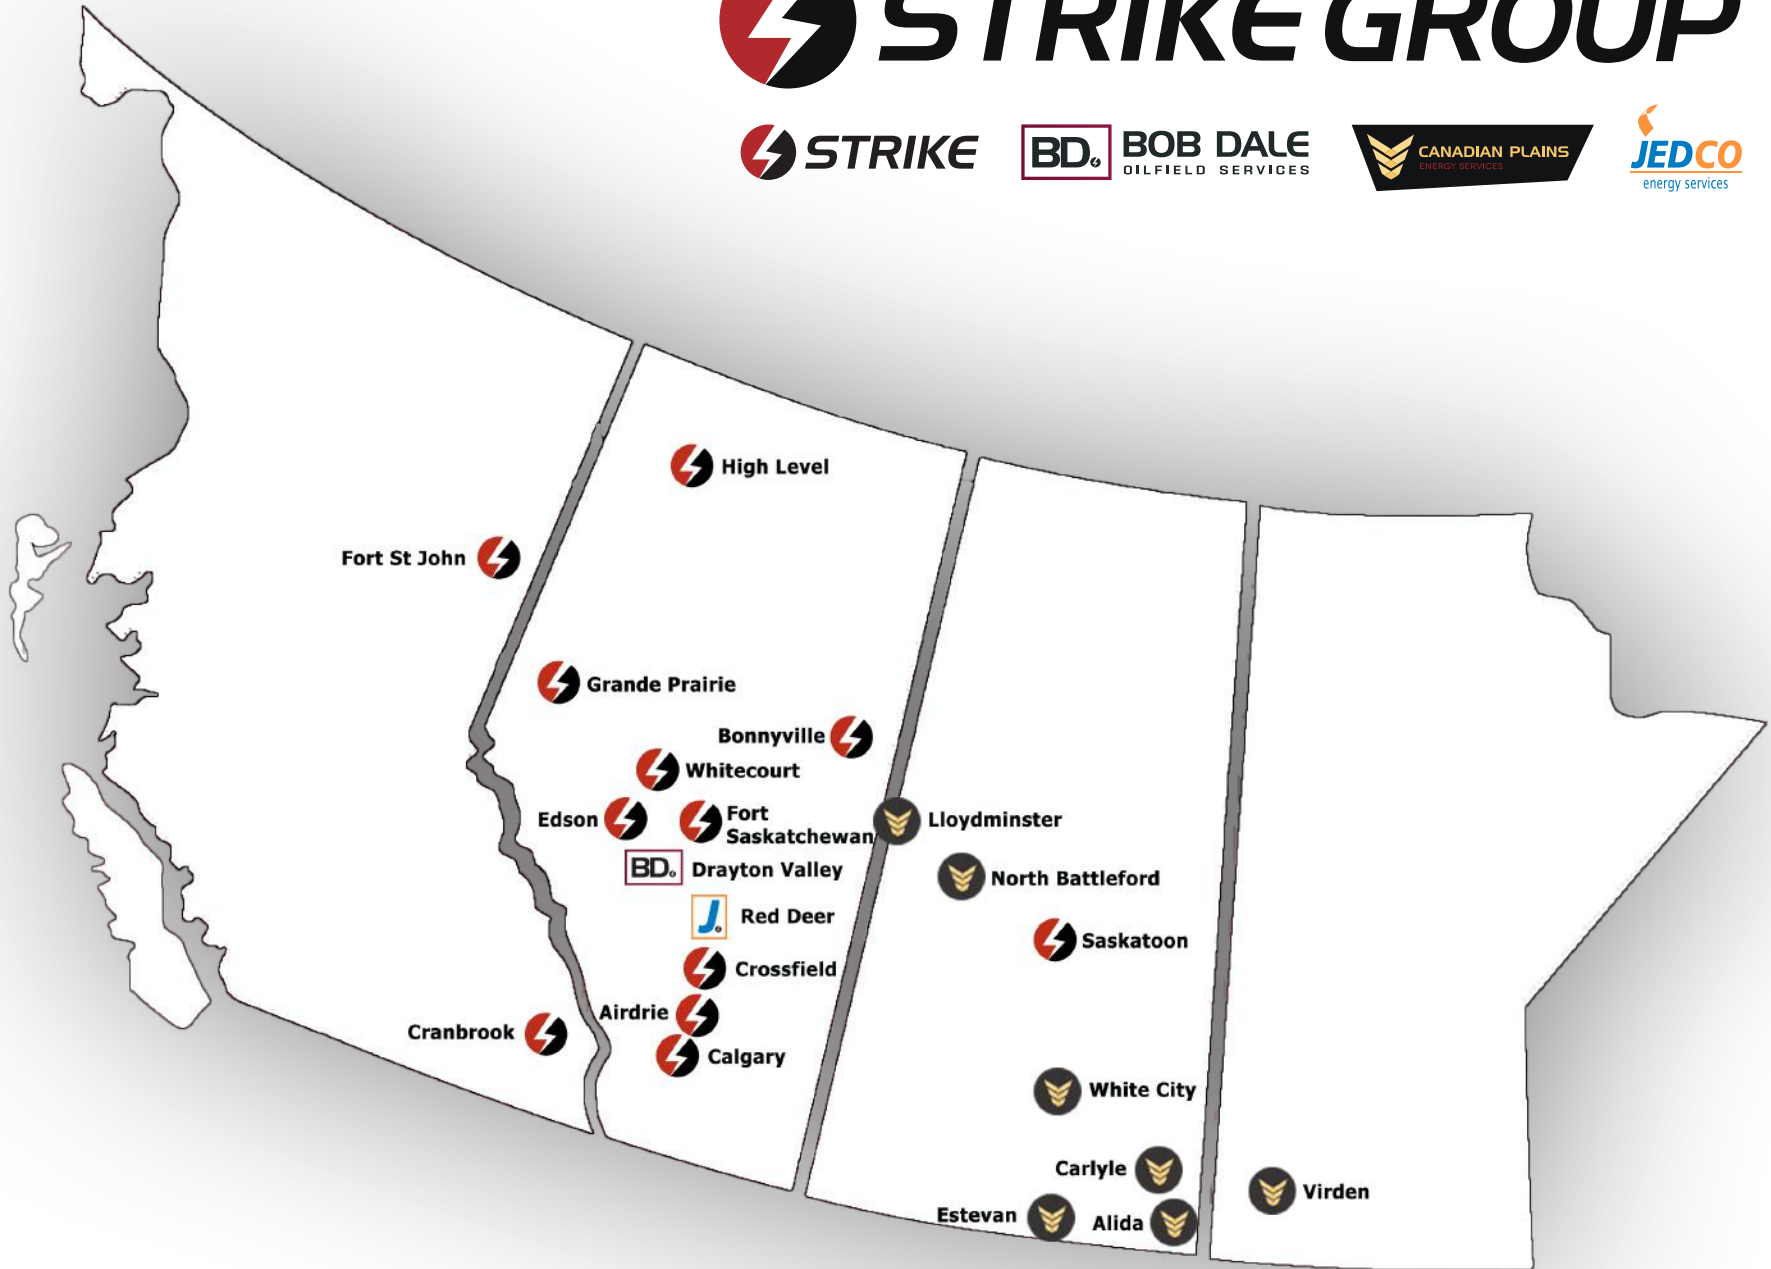 STRIKE GROUP
STRIKE
BD.
BOB DALE
OILFIELD SERVICES
CANADIAN PLAINS
ENERGY SERVICES
JEDCO
energy services
High Level
Fort St John
Grande Prairie
Bonnyville
Whitecourt
Edson
Fort
Saskatchewan
Lloydminster
BD.
Drayton Valley
North Battleford
J.
Red Deer
Saskatoon
Crossfield
Airdrie
Cranbrook
Calgary
White City
Carlyle
Virden
Estevan
Alida